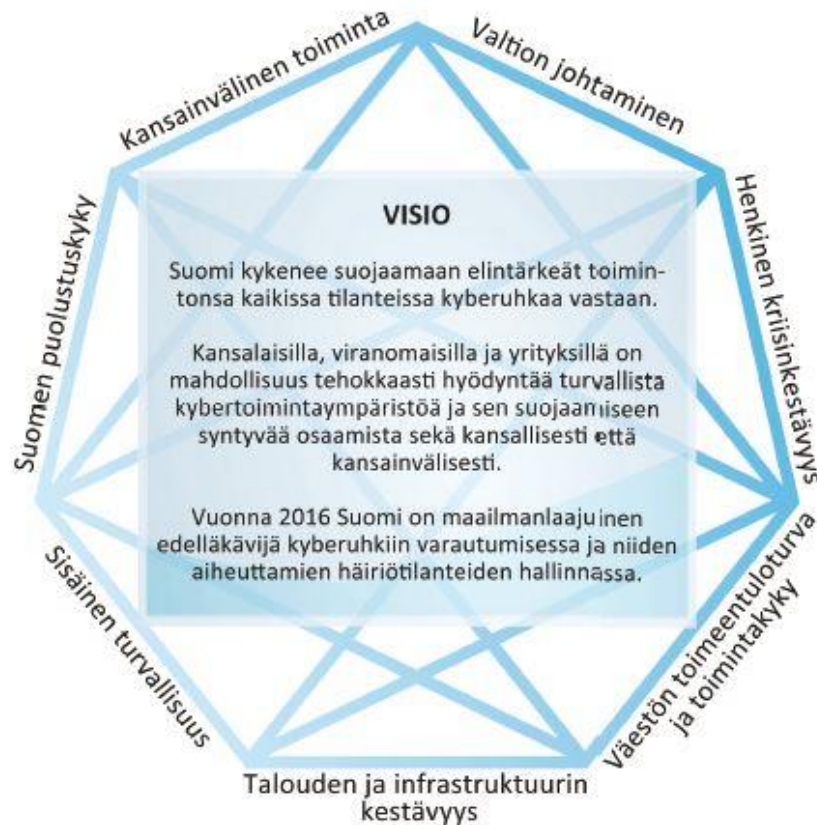 Kansainvälinen toiminta
Valtion johtaminen
Suomen puolustuskyky
Henkinen kriisinkestävyys
VISIO
Suomi kykenee suojaamaan elintärkeät toimin-
tonsa kaikissa tilanteissa kyberuhkaa vastaan.
Kansalaisilla, viranomaisilla ja yrityksillä on
mahdollisuus tehokkaasti hyödyntää turvallista
kybertoimintaympäristöä ja sen suojaamiseen
syntyvää osaamista sekä kansallisesti että
kansainvälisesti.
Vuonna 2016 Suomi on maailmanlaajuinen
edelläkävijä kyberuhkiin varautumisessa ja niiden
aiheuttamien häiriötilanteiden hallinnassa.
Sisäinen turvallisuus
Väestön toimeentuloturva
ja toimintakyky
Talouden ja infrastruktuurin
kestävyys